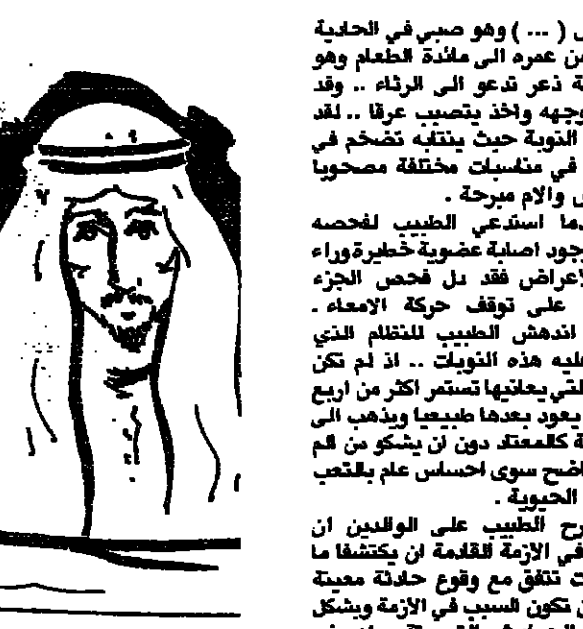 ( ... ) وهو صبي في الحادية
من عمره الى مائدة الطعام وهو
ذعر تدعو الى الرثاء .. وقد
وجهه واخذ يتصبب عرقا .. لقد
النوبة حيث ينتابه تضخم في
في مناسبات مختلفة مصحوبا
والام مبرحة .
استدعي الطبيب لفحصه
وجود اصابة عضوية خطيرة وراء
فقد دل فحص الجزء
على توقف حركة الامعاء .
اندهش الطبيب للنظام الذي
عليه هذه النوبات .. اذ لم تكن
التي يعانيها تستمر اكثر من اربع
يعود بعدها طبيعيا ويذهب الى
كالمعتاد دون ان يشكو من الم
واضح سوى احساس عام بالتعب
الحيوية .
الطبيب على الوالدين ان
في الازمة القادمة ان يكتشفا ما
تتفق مع وقوع حادثة معينة
تكون السبب في الازمة وبشكل